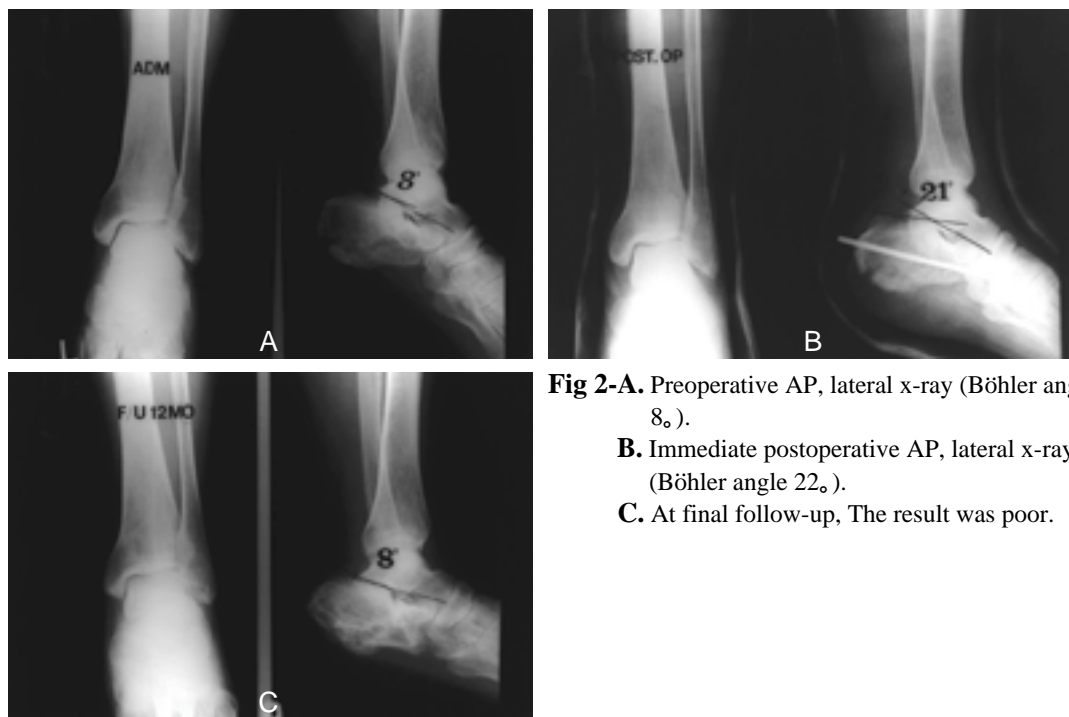 ADM
8°
A
OST. OP
21°
B
F/U 12MO
8°
C
Fig 2-A. Preoperative AP, lateral x-ray (Böhler
8°).
B. Immediate postoperative AP, lateral x-ray
(Böhler angle 22°).
C. At final follow-up, The result was poor.